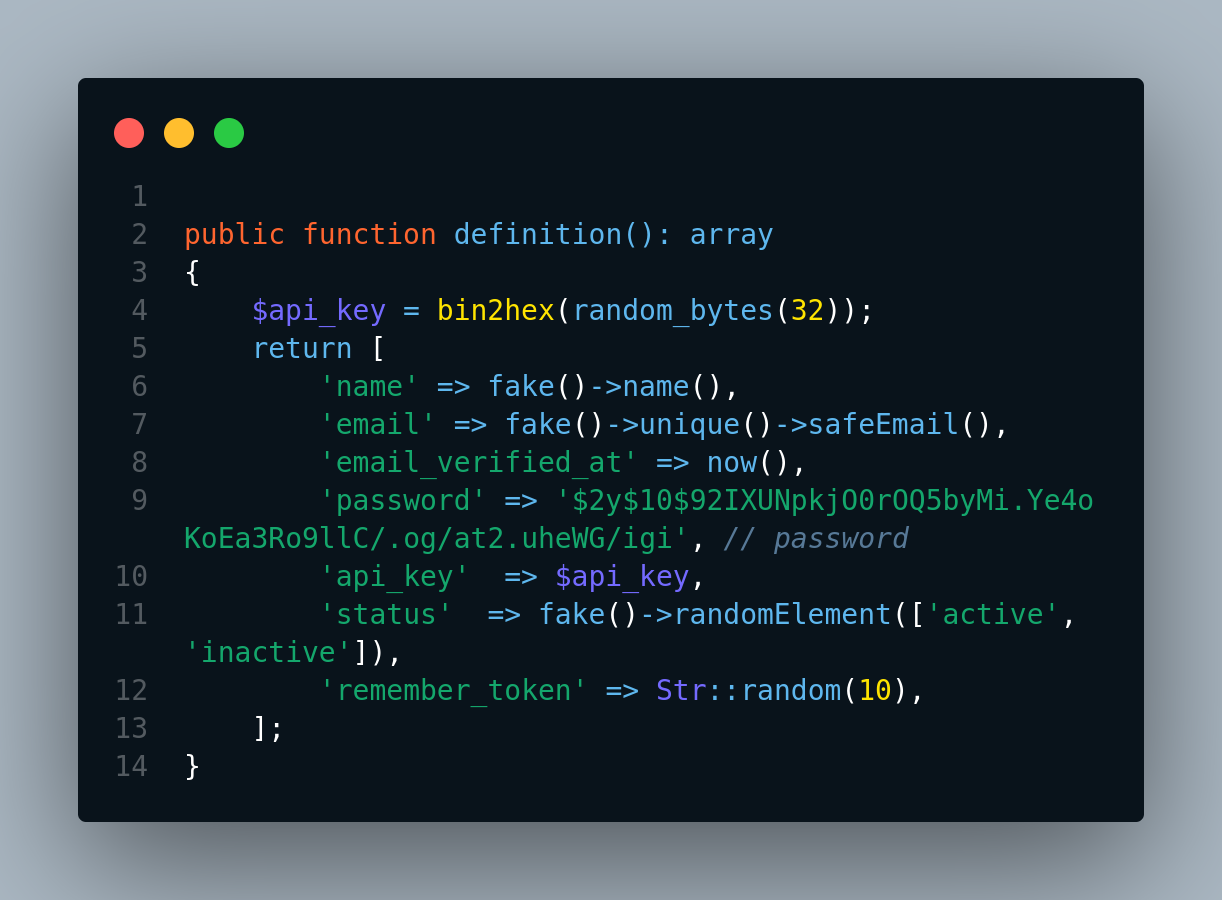 1
2 public function definition(): array
3 {
4     $api_key = bin2hex(random_bytes(32));
5     return [
6         'name' => fake()->name(),
7         'email' => fake()->unique()->safeEmail(),
8         'email_verified_at' => now(),
9         'password' => '$2y$10$92IXUNpkjO0rOQ5byMi.Ye4o
KoEa3Ro9llC/.og/at2.uheWG/igi', // password
10         'api_key'  => $api_key,
11         'status'  => fake()->randomElement(['active',
'inactive']),
12         'remember_token' => Str::random(10),
13     ];
14 }